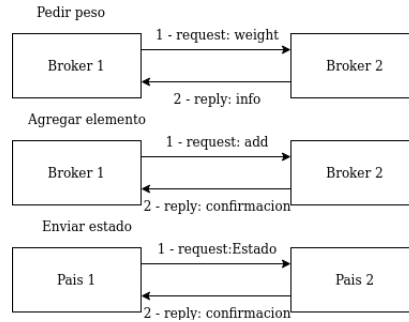 Pedir peso
1 - request: weight
Broker 1
Broker 2
2 - reply: info
Agregar elemento
1 - request: add
Broker 1
Broker 2
2 - reply: confirmacion
Enviar estado
1 - request:Estado
Pais 1
Pais 2
2 - reply: confirmacion